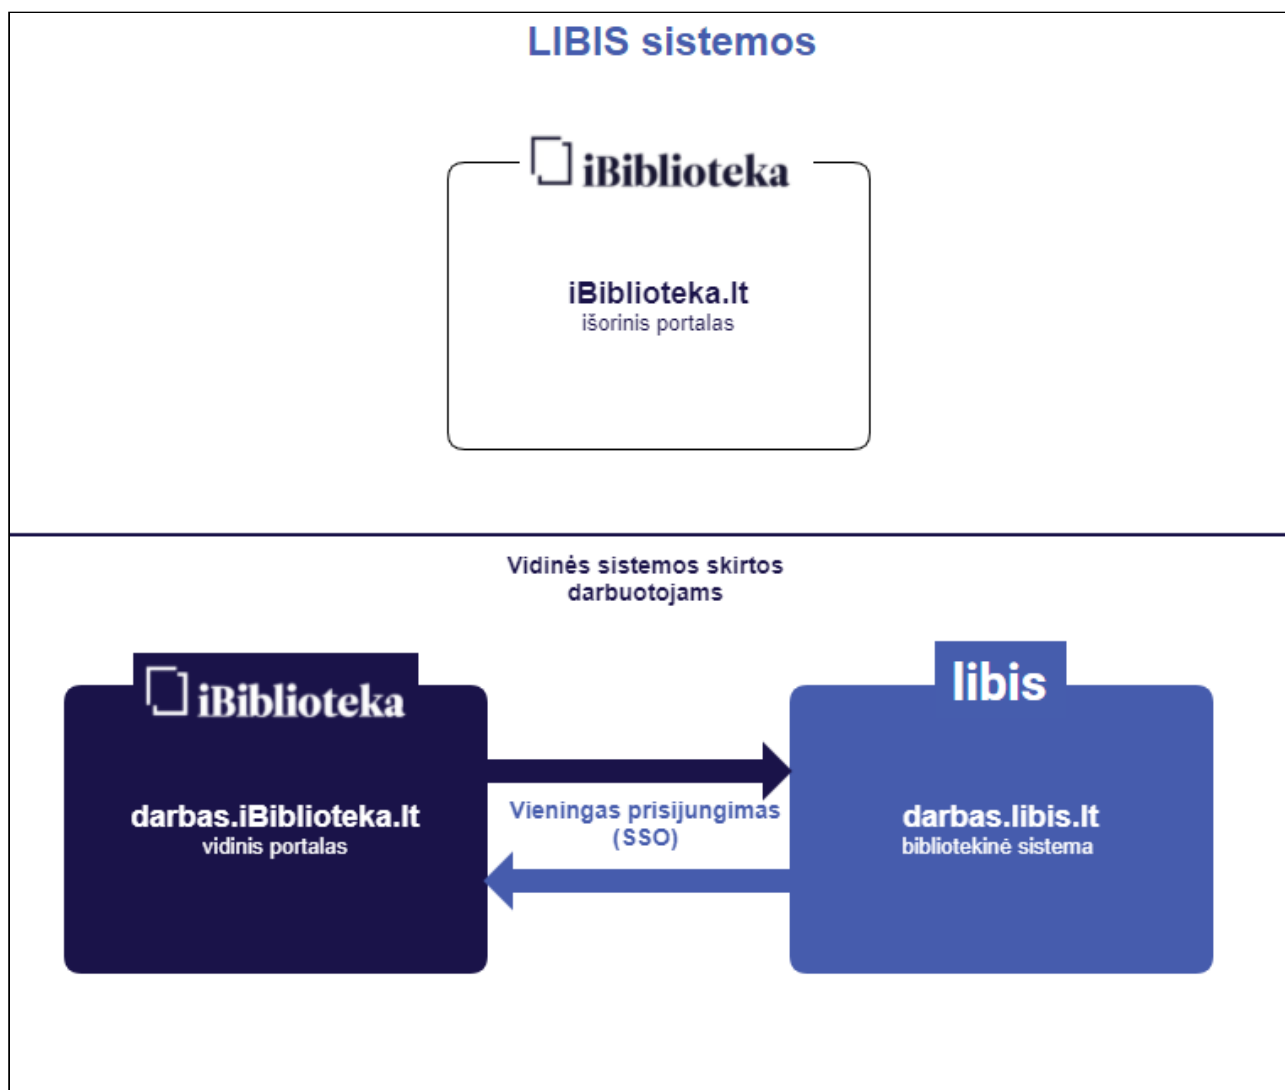 LIBIS sistemos
iBiblioteka
iBiblioteka.lt
išorinis portalas
Vidinės sistemos skirtos
darbuotojams
iBiblioteka
libis
darbas.iBiblioteka.lt
vidinis portalas
Vieningas prisijungimas
(SSO)
darbas.libis.lt
bibliotekinė sistema